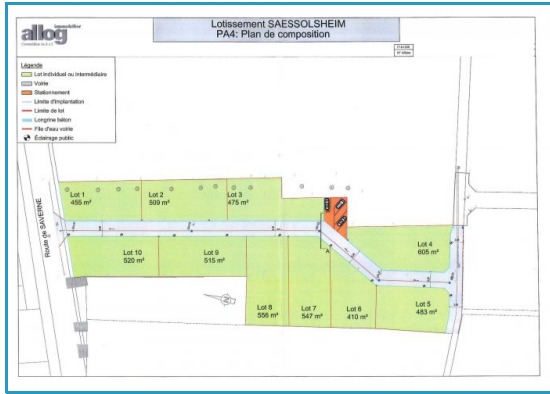 allog immobilier
Lotissement SAESSOLSHEIM
PA4: Plan de composition
Légende
Lot individuel ou intermédiaire
Voirie
Stationnement
Limite d'implantation
Limite de lot
Longrine béton
File d'eau voirie
Éclairage public
Lot 1
455 m²
Lot 2
509 m²
Lot 3
475 m²
Route de SAVERNE
Lot 4
605 m²
Lot 10
520 m²
Lot 9
515 m²
A
Lot 8
556 m²
Lot 7
547 m²
Lot 6
410 m²
Lot 5
483 m²